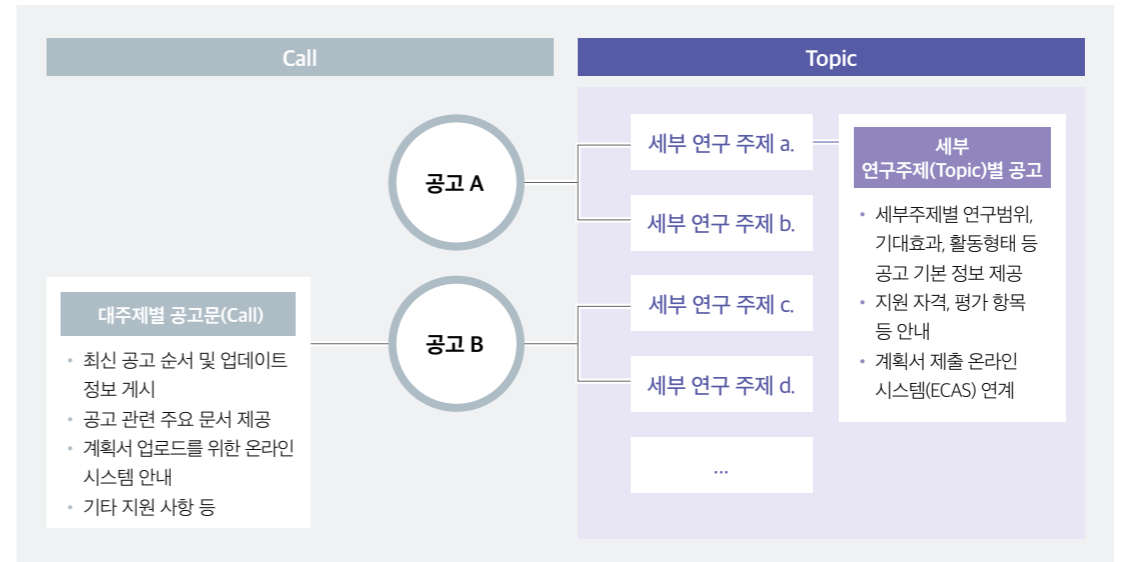 Call
Topic
공고 A
공고 B
대주제별 공고문(Call)
• 최신 공고 순서 및 업데이트
정보 게시
• 공고 관련 주요 문서 제공
• 계획서 업로드를 위한 온라인
시스템 안내
• 기타 지원 사항 등
세부 연구 주제 a.
세부 연구 주제 b.
세부 연구 주제 c.
세부 연구 주제 d.
...
세부
연구주제(Topic)별 공고
• 세부주제별 연구범위,
기대효과, 활동형태 등
공고 기본 정보 제공
• 지원 자격, 평가 항목
등 안내
• 계획서 제출 온라인
시스템(ECAS) 연계